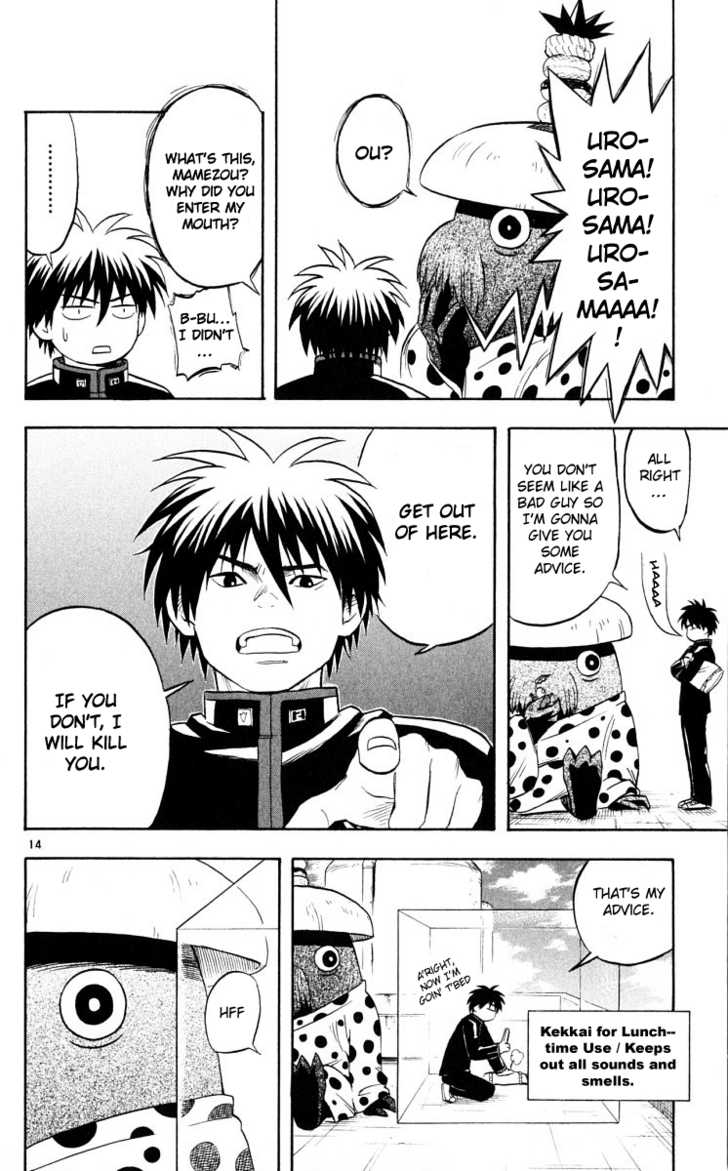 URO-
SAMA!
URO-
SAMA!
URO-
SA-
MAAAA!
!
OU?
WHAT'S THIS,
MAMEZOU?
WHY DID YOU
ENTER MY
MOUTH?
B-BU...
I DIDN'T
...
..........
ALL
RIGHT
...
HAAAA
YOU DON'T
SEEM LIKE A
BAD GUY SO
I'M GONNA
GIVE YOU
SOME
ADVICE.
GET OUT
OF HERE.
IF YOU
DON'T, I
WILL KILL
YOU.
14
THAT'S MY
ADVICE.
A'RIGHT,
NOW I'M
GOIN' T'BED
Kekkai for Lunch--
time Use / Keeps
out all sounds and
smells.
HFF